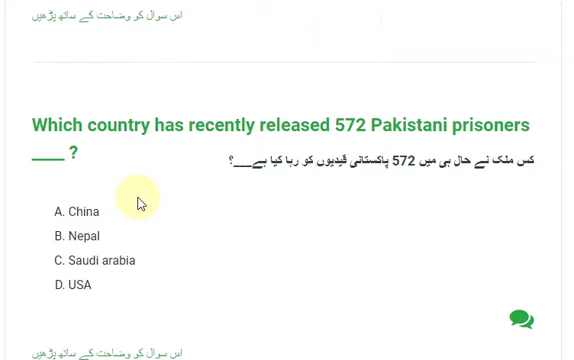 اس سوال کو وضاحت کے ساتھ پڑھیں
Which country has recently released 572 Pakistani prisoners
____ ?
کس ملک نے حال ہی میں 572 پاکستانی قیدیوں کو رہا کیا ہے___؟
A. China
B. Nepal
C. Saudi arabia
D. USA
اس سوال کو وضاحت کے ساتھ پڑھیں